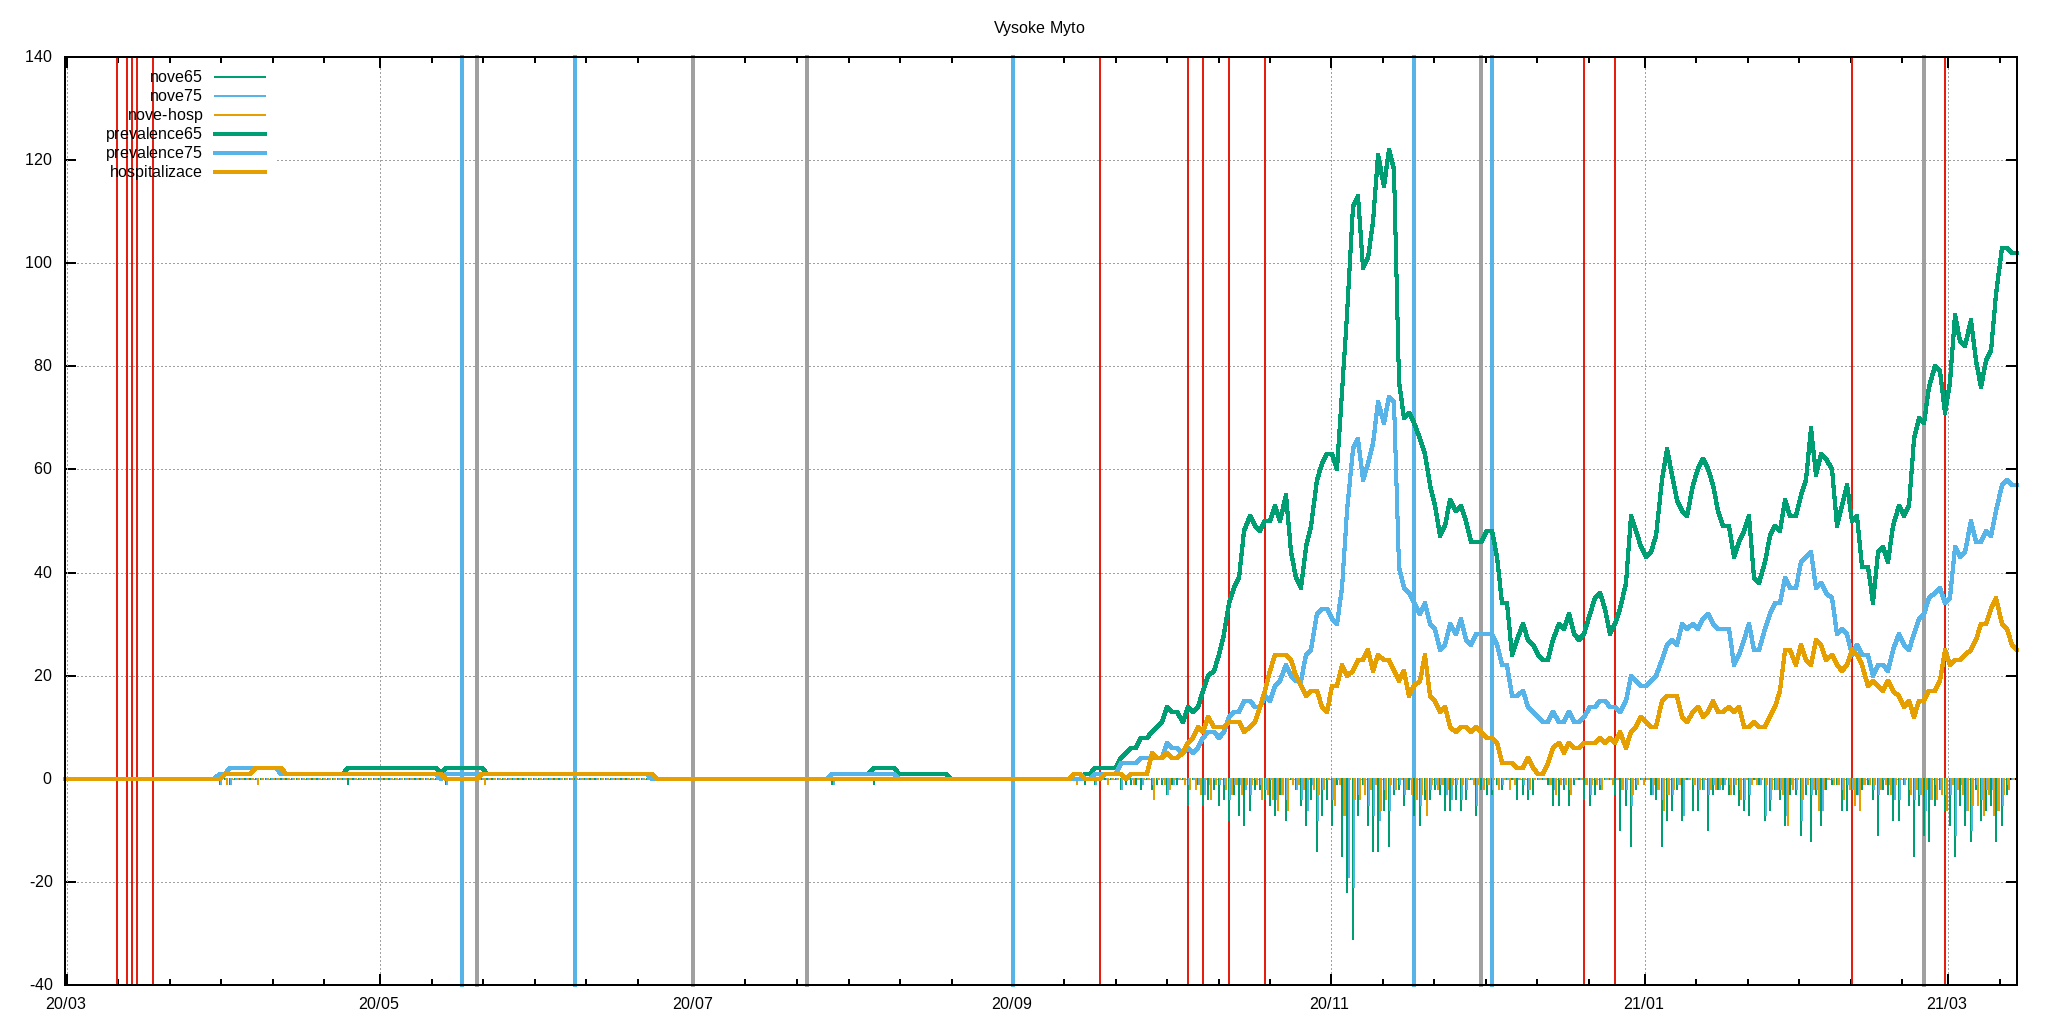 Vysoke Myto
140
120
100
80
60
40
20
0
-20
-40
nove65
nove75
nove-hosp
prevalence65
prevalence75
hospitalizace
20/03 20/05 20/07 20/09 20/11 21/01 21/03